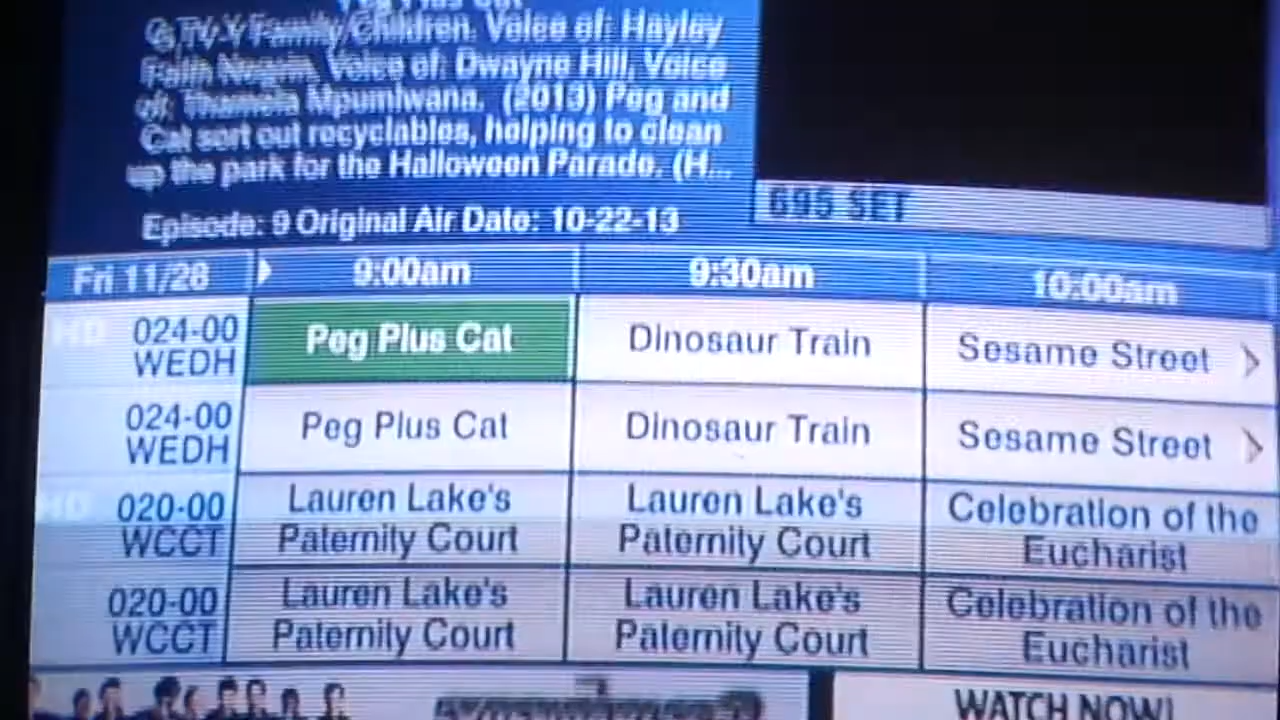 Peg Plus Cat
G, TV-Y Family/Children. Voice of: Hayley
Faith Negrin, Voice of: Dwayne Hill, Voice
of: Thamela Mpumlwana. (2013) Peg and
Cat sort out recyclables, helping to clean
up the park for the Halloween Parade. (H...
Episode: 9 Original Air Date: 10-22-13
695 SET
Fri 11/28 9:00am 9:30am 10:00am
HD 024-00 WEDH Peg Plus Cat Dinosaur Train Sesame Street
024-00 WEDH Peg Plus Cat Dinosaur Train Sesame Street
HD 020-00 Lauren Lake's Lauren Lake's Celebration of the
WCCT Paternity Court Paternity Court Eucharist
020-00 Lauren Lake's Lauren Lake's Celebration of the
WCCT Paternity Court Paternity Court Eucharist
WATCH NOW!